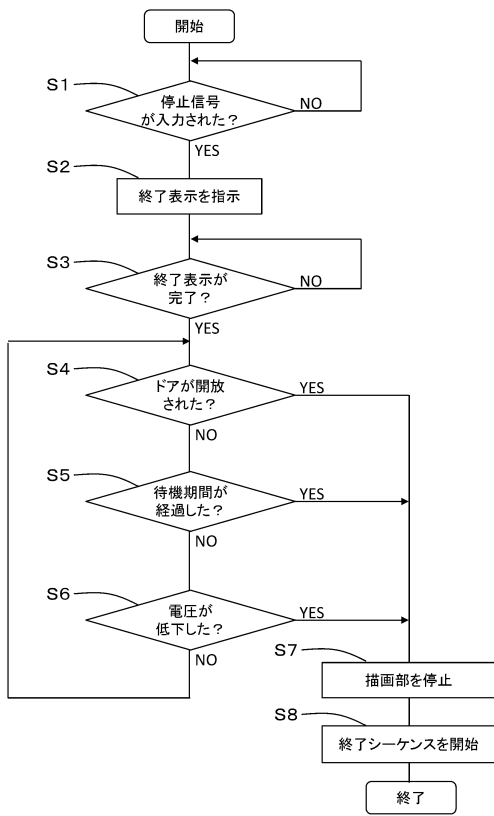 開始
S1
停止信号
が入力された？
NO
YES
S2
終了表示を指示
S3
終了表示が
完了？
NO
YES
S4
ドアが開放
された？
YES
NO
S5
待機期間が
経過した？
YES
NO
S6
電圧が
低下した？
YES
NO
S7
描画部を停止
S8
終了シーケンスを開始
終了